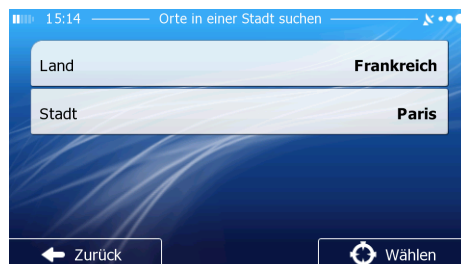 15:14 Orte in einer Stadt suchen
Land Frankreich
Stadt Paris
Zurück Wählen